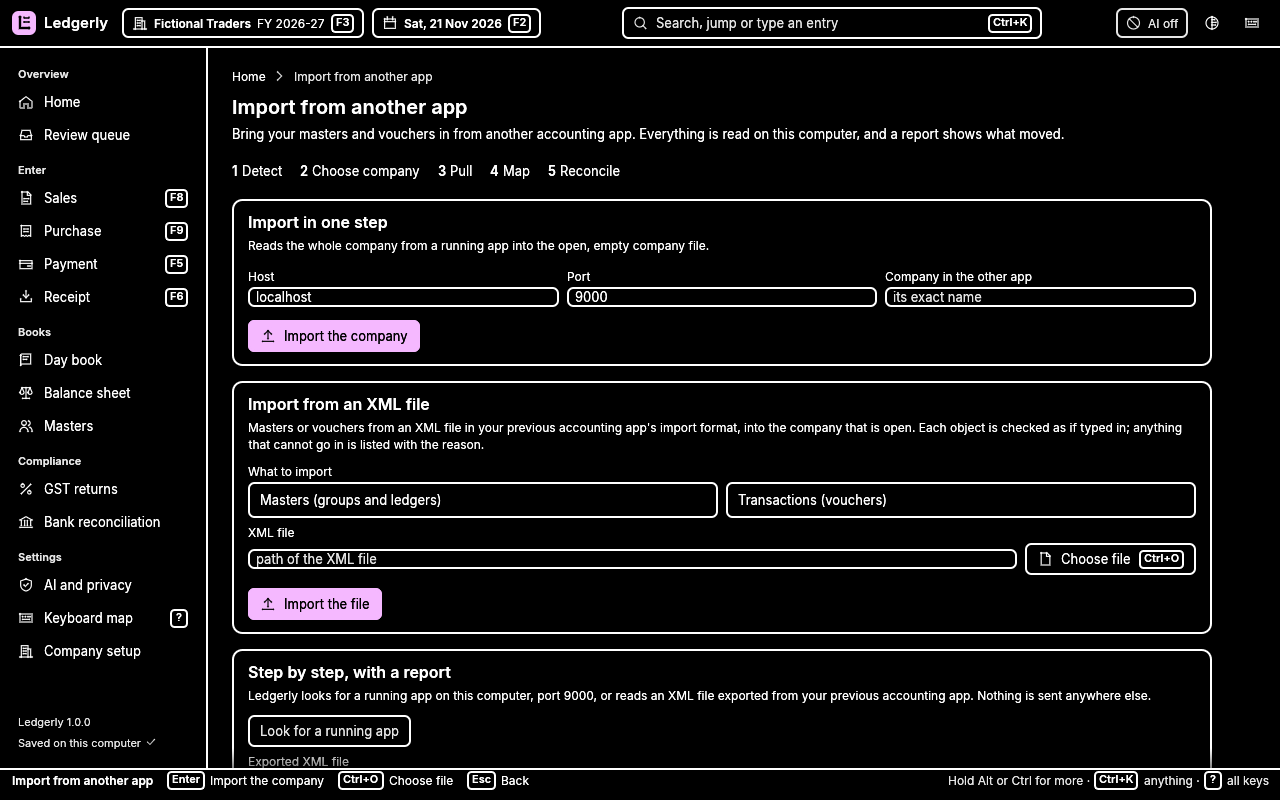 Ledgerly
Fictional Traders FY 2026-27 F3
Sat, 21 Nov 2026 F2
Search, jump or type an entry Ctrl+K
AI off
Overview
Home
Review queue
Enter
Sales F8
Purchase F9
Payment F5
Receipt F6
Books
Day book
Balance sheet
Masters
Compliance
GST returns
Bank reconciliation
Settings
AI and privacy
Keyboard map ?
Company setup
Ledgerly 1.0.0
Saved on this computer
Home Import from another app
Import from another app
Bring your masters and vouchers in from another accounting app. Everything is read on this computer, and a report shows what moved.
1 Detect 2 Choose company 3 Pull 4 Map 5 Reconcile
Import in one step
Reads the whole company from a running app into the open, empty company file.
Host Port Company in the other app
localhost 9000 its exact name
Import the company
Import from an XML file
Masters or vouchers from an XML file in your previous accounting app's import format, into the company that is open. Each object is checked as if typed in; anything
that cannot go in is listed with the reason.
What to import
Masters (groups and ledgers) Transactions (vouchers)
XML file
path of the XML file Choose file Ctrl+O
Import the file
Step by step, with a report
Ledgerly looks for a running app on this computer, port 9000, or reads an XML file exported from your previous accounting app. Nothing is sent anywhere else.
Look for a running app
Exported XML file
Import from another app Enter Import the company Ctrl+O Choose file Esc Back Hold Alt or Ctrl for more · Ctrl+K anything · ? all keys